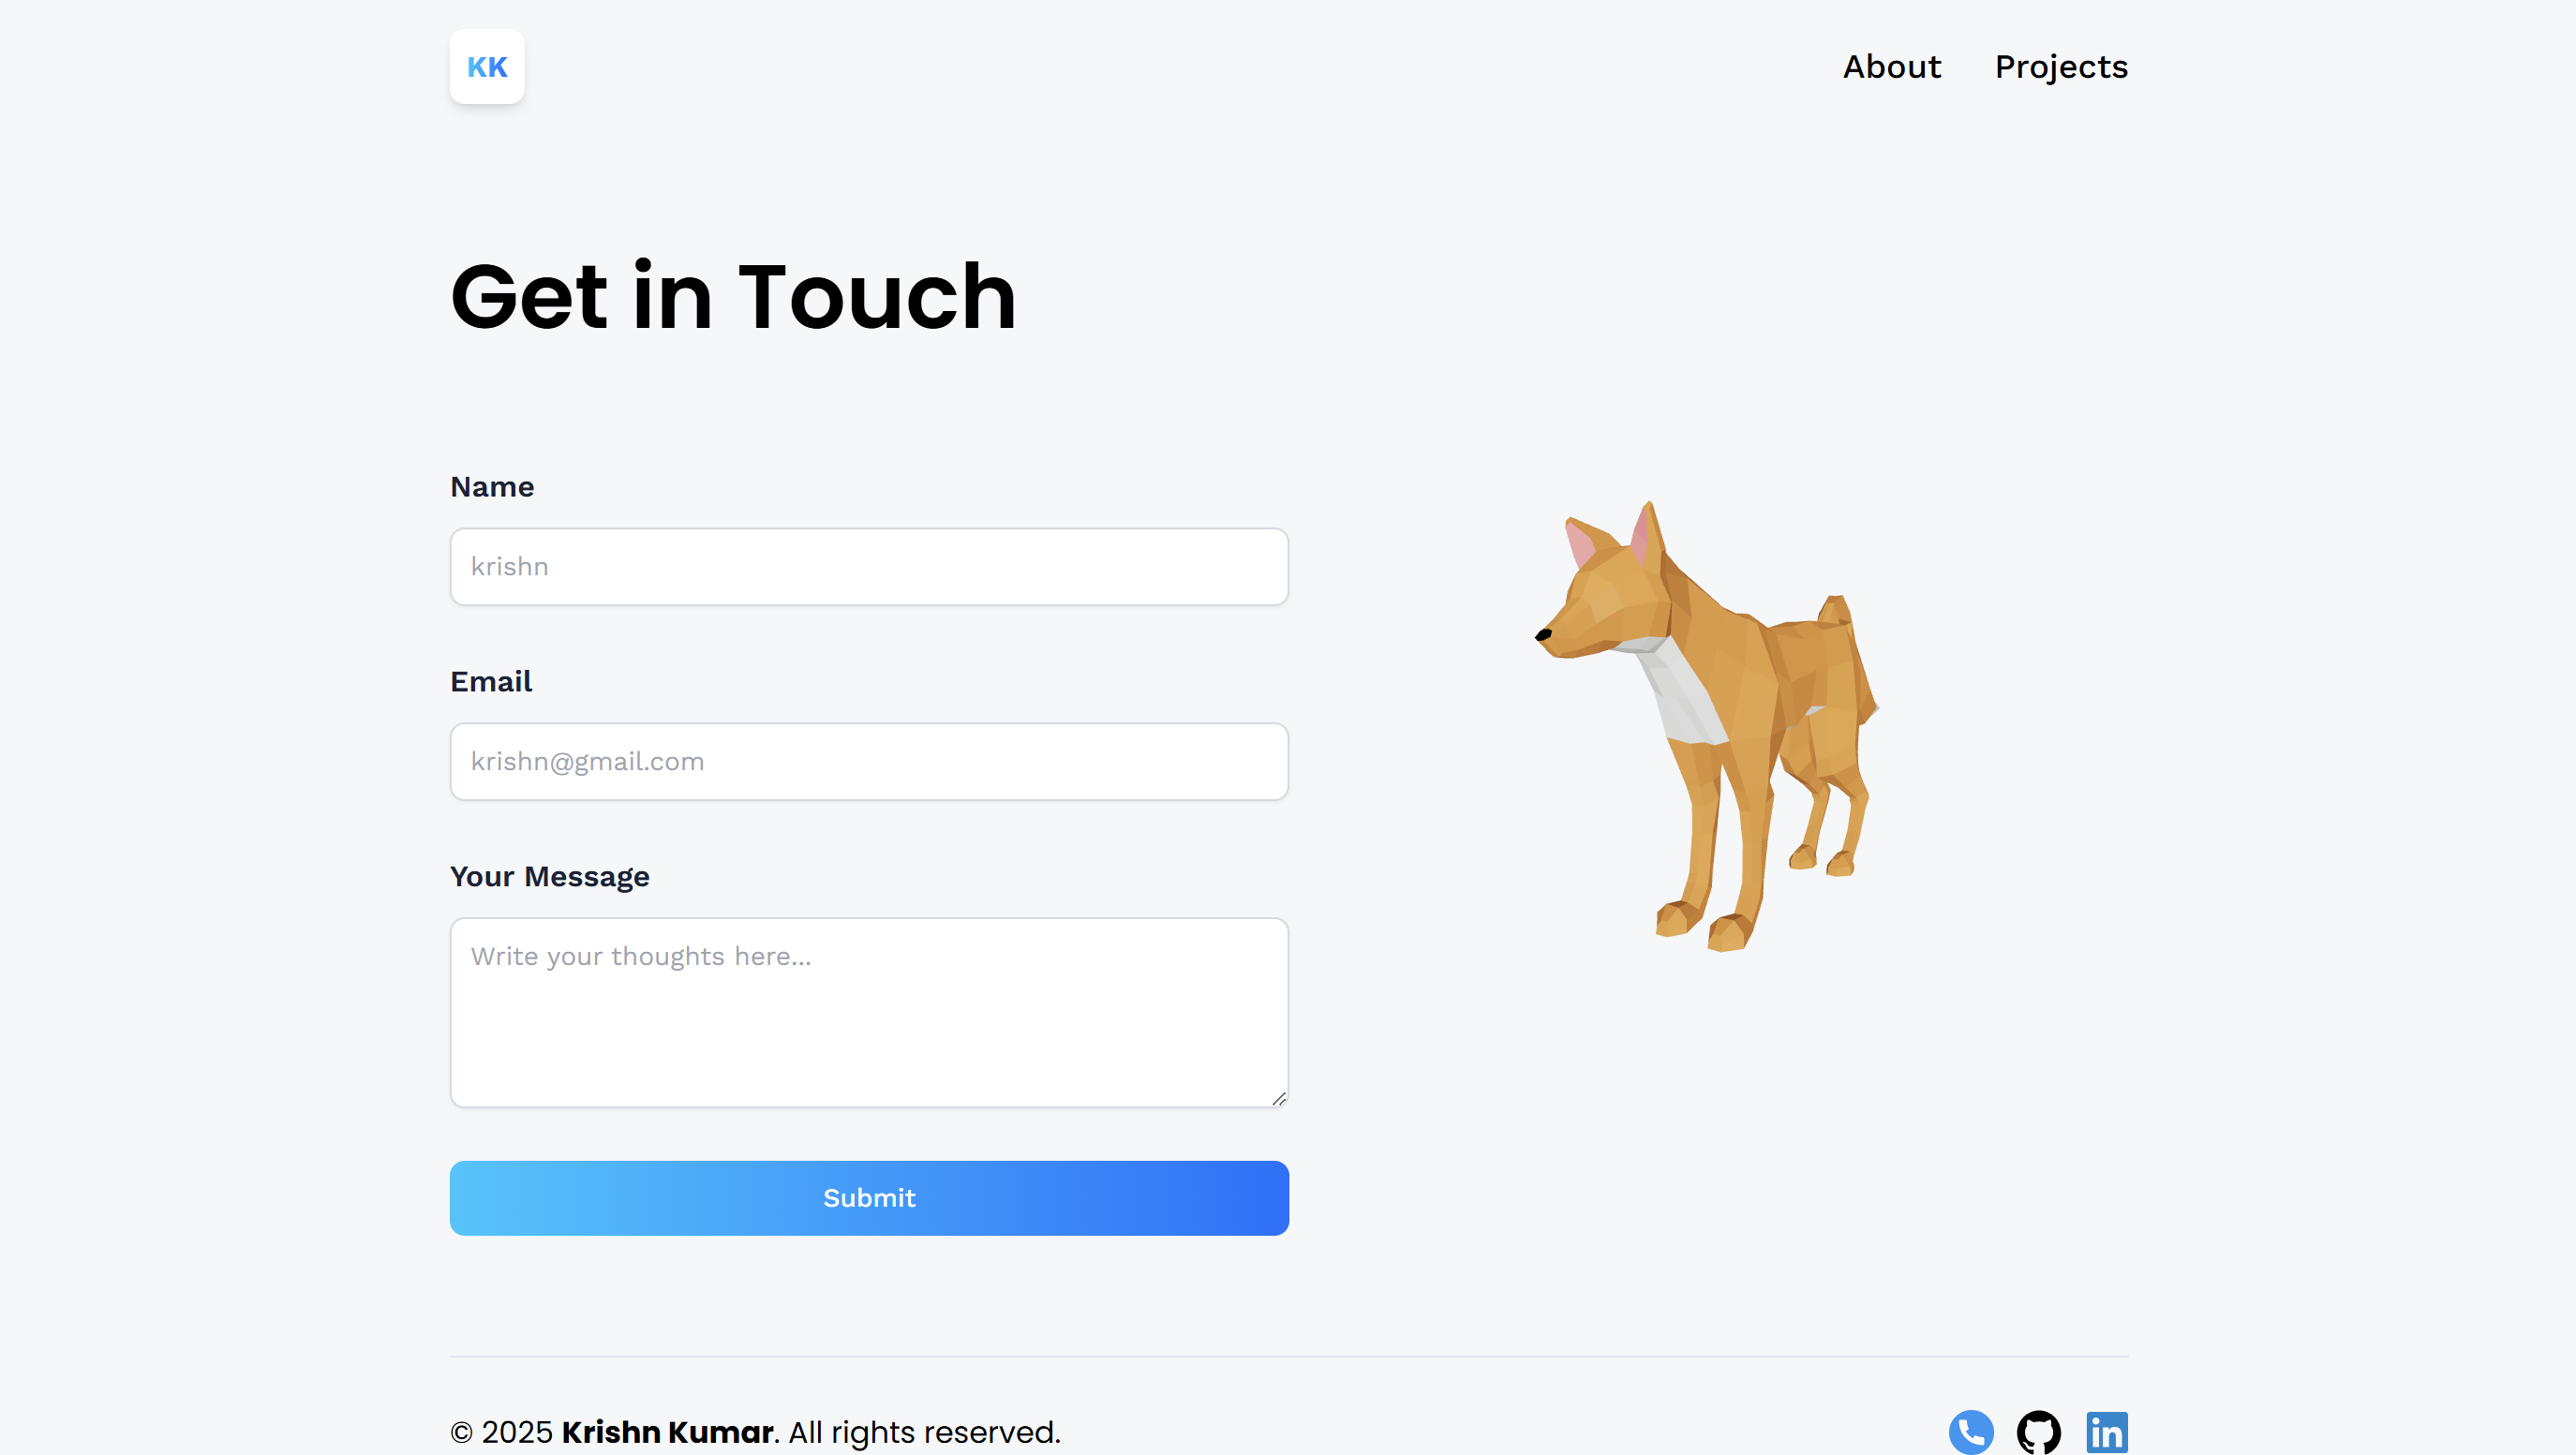 KK
About Projects
Get in Touch
Name
krishn
Email
krishn@gmail.com
Your Message
Write your thoughts here...
Submit
© 2025 Krishn Kumar. All rights reserved.
in